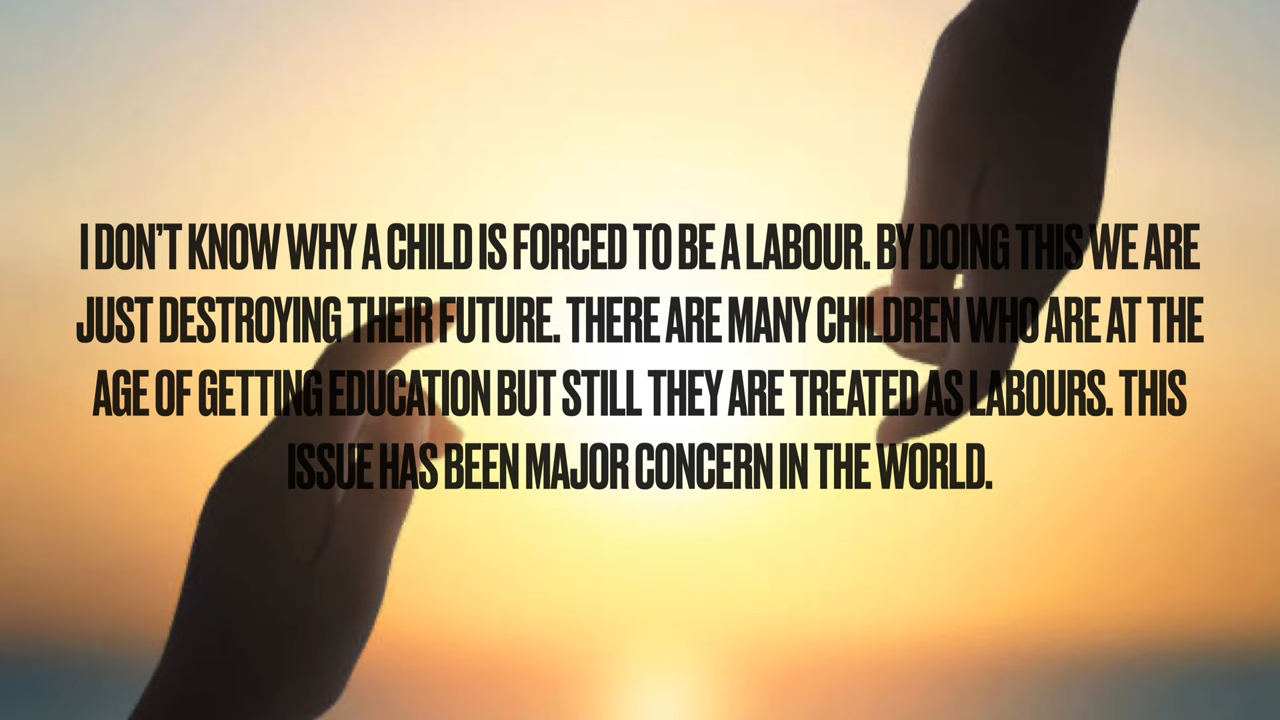 I DON'T KNOW WHY A CHILD IS FORCED TO BE A LABOUR. BY DOING THIS WE ARE
JUST DESTROYING THEIR FUTURE. THERE ARE MANY CHILDREN WHO ARE AT THE
AGE OF GETTING EDUCATION BUT STILL THEY ARE TREATED AS LABOURS. THIS
ISSUE HAS BEEN MAJOR CONCERN IN THE WORLD.